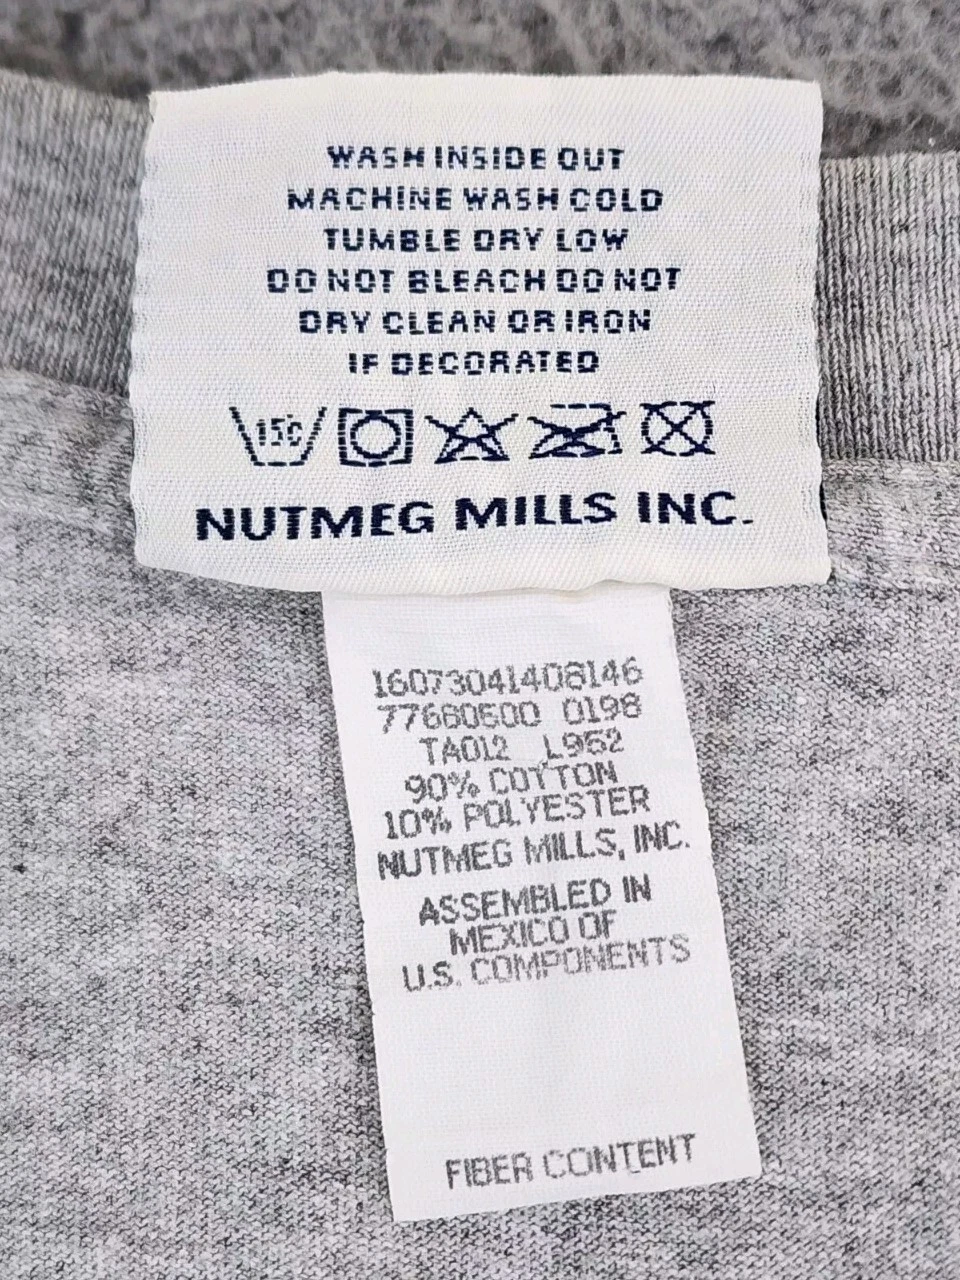 WASH INSIDE OUT
MACHINE WASH COLD
TUMBLE DRY LOW
DO NOT BLEACH DO NOT
DRY CLEAN OR IRON
IF DECORATED
15C
NUTMEG MILLS INC.
16073041408146
77660600 0198
TA012 L952
90% COTTON
10% POLYESTER
NUTMEG MILLS, INC.
ASSEMBLED IN
MEXICO OF
U.S. COMPONENTS
FIBER CONTENT